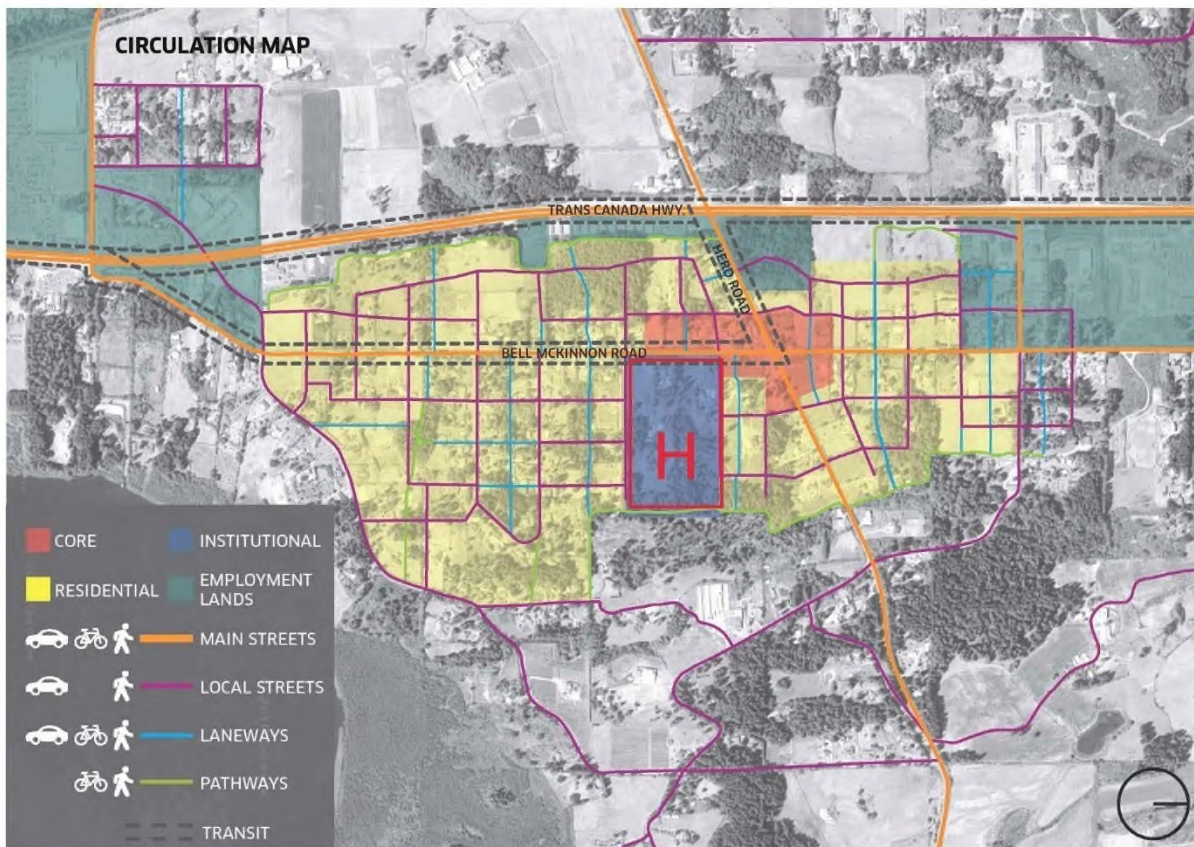 CIRCULATION MAP
TRANS CANADA HWY.
HERD ROAD
BELL MCKINNON ROAD
H
CORE
INSTITUTIONAL
RESIDENTIAL
EMPLOYMENT
LANDS
MAIN STREETS
LOCAL STREETS
LANEWAYS
PATHWAYS
TRANSIT